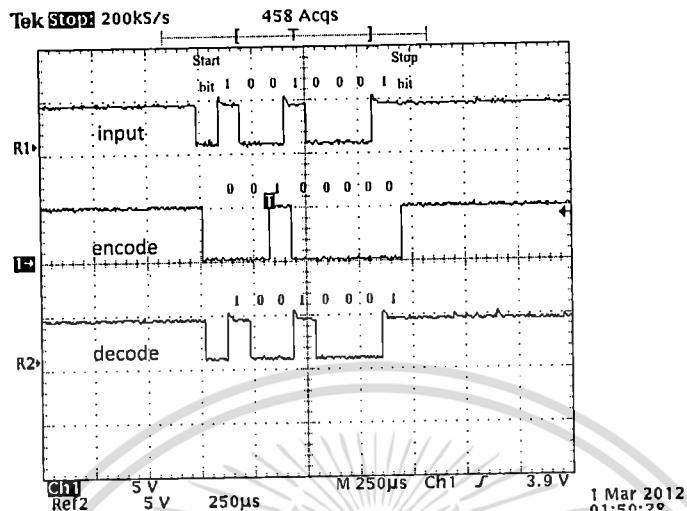 Tek Stop: 200kS/s 458 Acqs
Start Stop
bit 1 0 0 1 0 0 0 1 bit
input
R1
0 0 1 0 0 0 0 0
T
encode
1
1 0 0 1 0 0 0 1
decode
R2
Ch1 5 V M 250µs Ch1 3.9 V
Ref2 5 V 250µs
1 Mar 2012
01:50:28